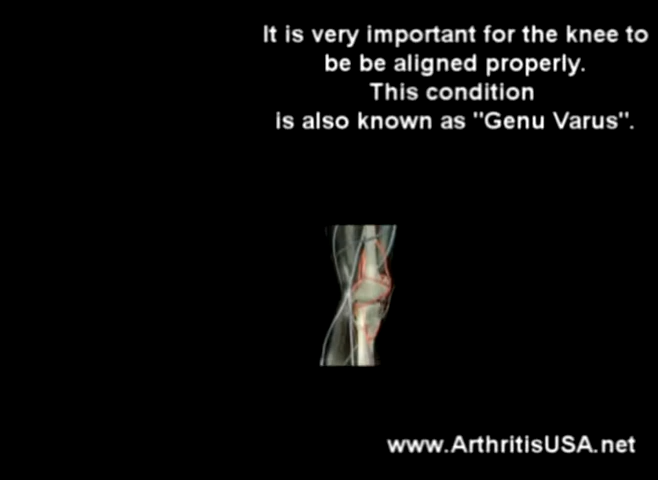 It is very important for the knee to
be be aligned properly.
This condition
is also known as "Genu Varus".
www.ArthritisUSA.net